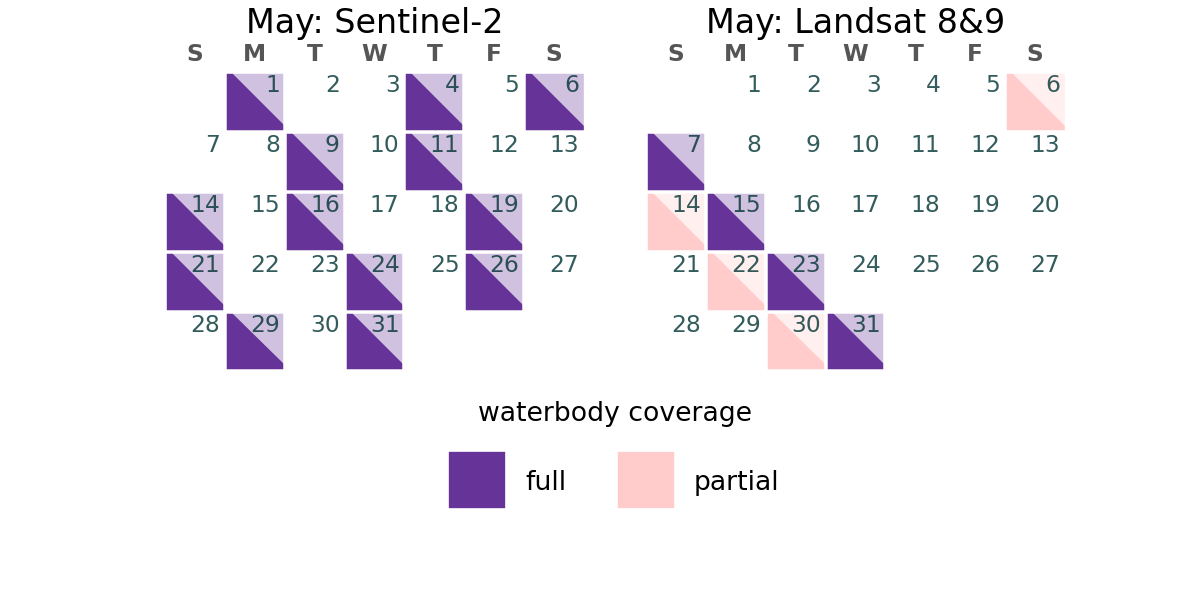 May: Sentinel-2
S M T W T F S
1 2 3 4 5 6
7 8 9 10 11 12 13
14 15 16 17 18 19 20
21 22 23 24 25 26 27
28 29 30 31
May: Landsat 8&9
S M T W T F S
1 2 3 4 5 6
7 8 9 10 11 12 13
14 15 16 17 18 19 20
21 22 23 24 25 26 27
28 29 30 31
waterbody coverage
full partial